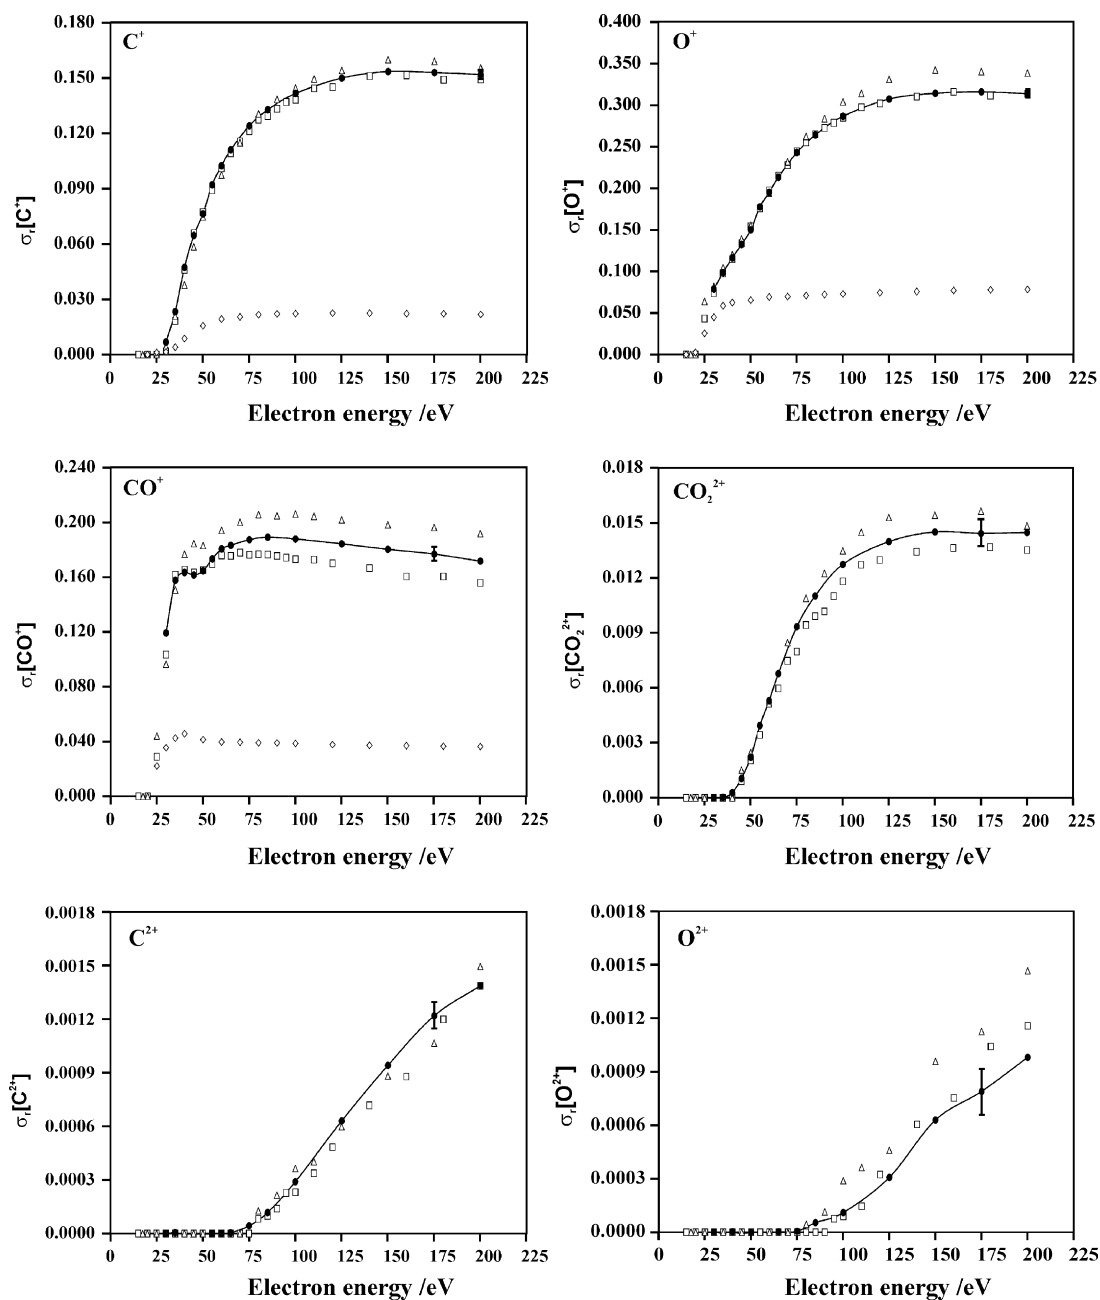 C⁺
0.180
0.150
0.120
0.090
0.060
0.030
0.000
σᵣ[C⁺]
0 25 50 75 100 125 150 175 200 225
Electron energy /eV
O⁺
0.400
0.350
0.300
0.250
0.200
0.150
0.100
0.050
0.000
σᵣ[O⁺]
0 25 50 75 100 125 150 175 200 225
Electron energy /eV
CO⁺
0.240
0.200
0.160
0.120
0.080
0.040
0.000
σᵣ[CO⁺]
0 25 50 75 100 125 150 175 200 225
Electron energy /eV
CO₂²⁺
0.018
0.015
0.012
0.009
0.006
0.003
0.000
σᵣ[CO₂²⁺]
0 25 50 75 100 125 150 175 200 225
Electron energy /eV
C²⁺
0.0018
0.0015
0.0012
0.0009
0.0006
0.0003
0.0000
σᵣ[C²⁺]
0 25 50 75 100 125 150 175 200 225
Electron energy /eV
O²⁺
0.0018
0.0015
0.0012
0.0009
0.0006
0.0003
0.0000
σᵣ[O²⁺]
0 25 50 75 100 125 150 175 200 225
Electron energy /eV